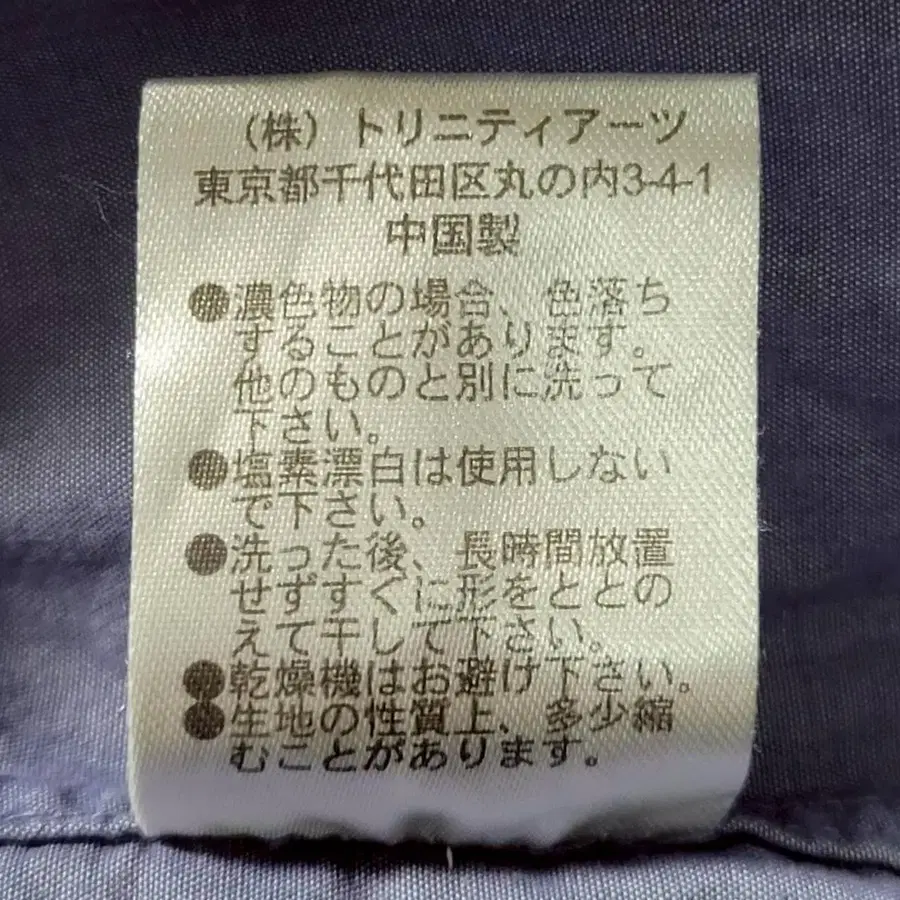 （株）トリニティアーツ
東京都千代田区丸の内3-4-1
中国製
●濃色物の場合、色落ち
することがあります。
他のものと別に洗って
下さい。
●塩素漂白は使用しない
で下さい。
●洗った後、長時間放置
せずすぐに形をととの
えて干して下さい。
●乾燥機はお避け下さい。
●生地の性質上、多少縮
むことがあります。